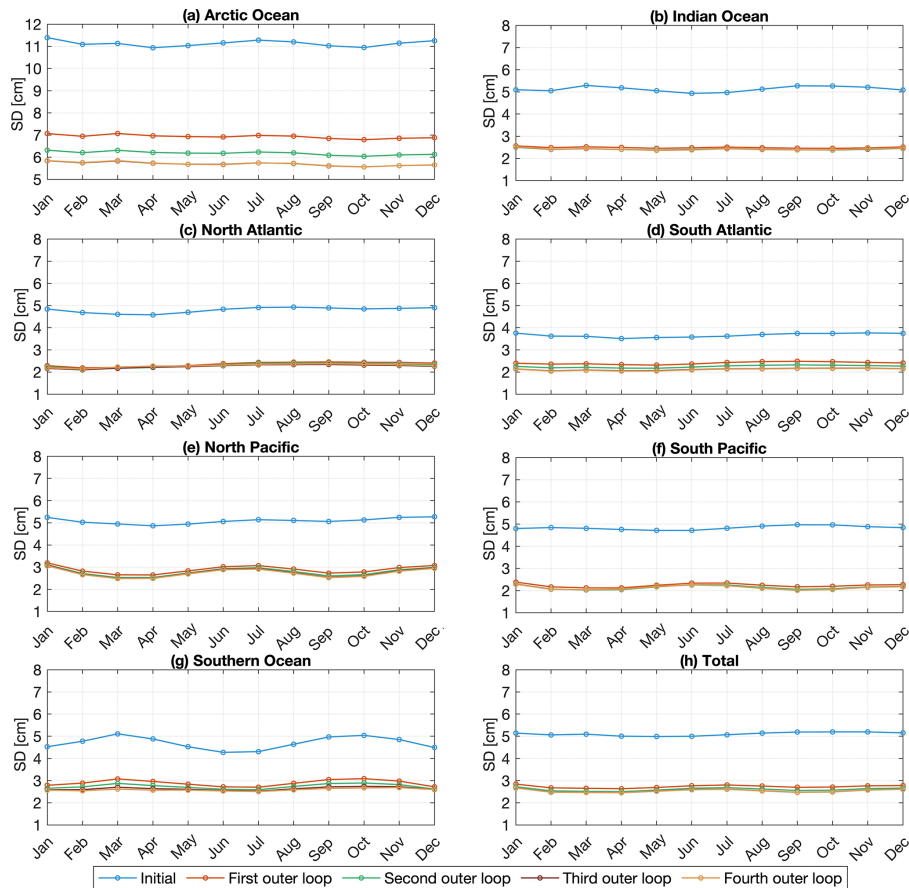 (a) Arctic Ocean
12
11
10
9
8
7
6
5
SD [cm]
Jan Feb Mar Apr May Jun Jul Aug Sep Oct Nov Dec
(b) Indian Ocean
8
7
6
5
4
3
2
1
SD [cm]
Jan Feb Mar Apr May Jun Jul Aug Sep Oct Nov Dec
(c) North Atlantic
8
7
6
5
4
3
2
1
SD [cm]
Jan Feb Mar Apr May Jun Jul Aug Sep Oct Nov Dec
(d) South Atlantic
8
7
6
5
4
3
2
1
SD [cm]
Jan Feb Mar Apr May Jun Jul Aug Sep Oct Nov Dec
(e) North Pacific
8
7
6
5
4
3
2
1
SD [cm]
Jan Feb Mar Apr May Jun Jul Aug Sep Oct Nov Dec
(f) South Pacific
8
7
6
5
4
3
2
1
SD [cm]
Jan Feb Mar Apr May Jun Jul Aug Sep Oct Nov Dec
(g) Southern Ocean
8
7
6
5
4
3
2
1
SD [cm]
Jan Feb Mar Apr May Jun Jul Aug Sep Oct Nov Dec
(h) Total
8
7
6
5
4
3
2
1
SD [cm]
Jan Feb Mar Apr May Jun Jul Aug Sep Oct Nov Dec
Initial First outer loop Second outer loop Third outer loop Fourth outer loop